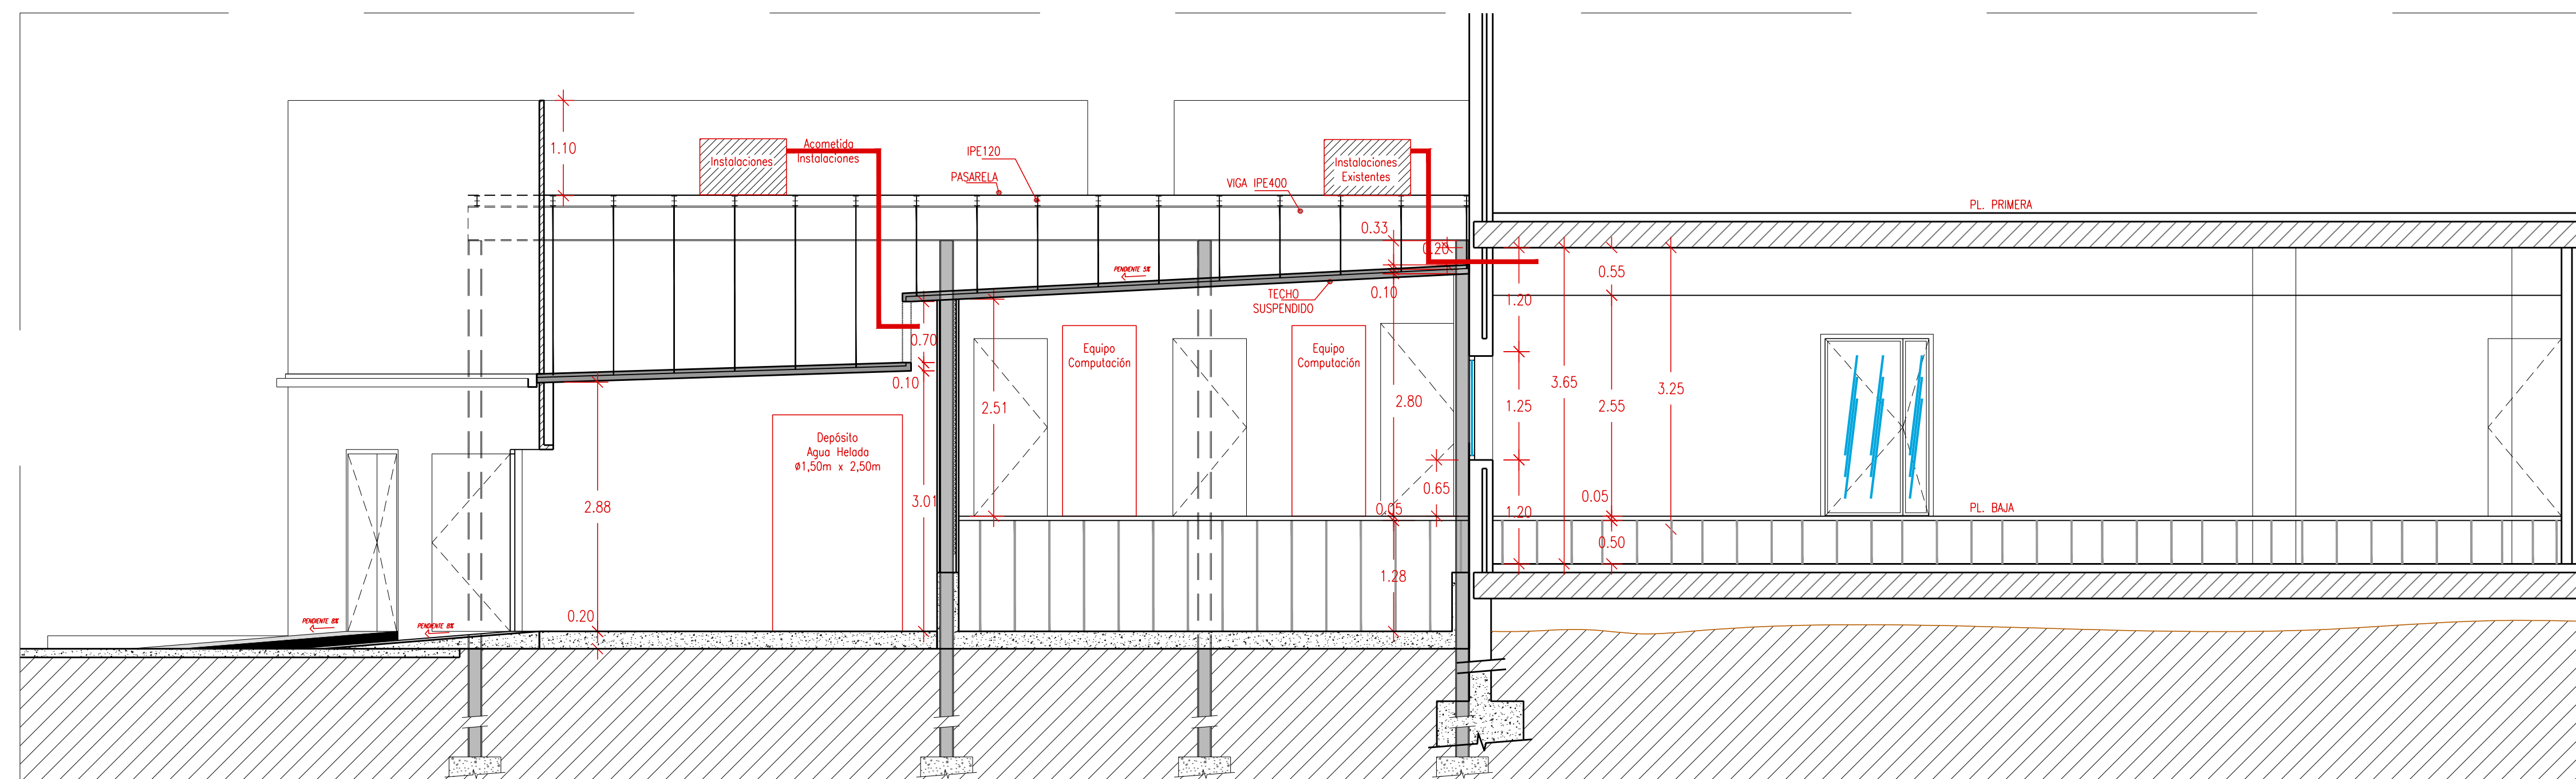 1.10
Instalaciones
Acometida
Instalaciones
IPE120
PASARELA
VIGA IPE400
Instalaciones
Existentes
PL. PRIMERA
0.33
0.20
PENDIENTE 5%
TECHO
SUSPENDIDO
0.10
0.55
1.20
0.70
0.10
Equipo
Computación
Equipo
Computación
2.51
2.80
1.25
3.65
2.55
3.25
Depósito
Agua Helada
ø1,50m x 2,50m
2.88
3.01
0.65
0.05
0.05
1.20
PL. BAJA
0.50
1.28
0.20
PENDIENTE 8%
PENDIENTE 8%